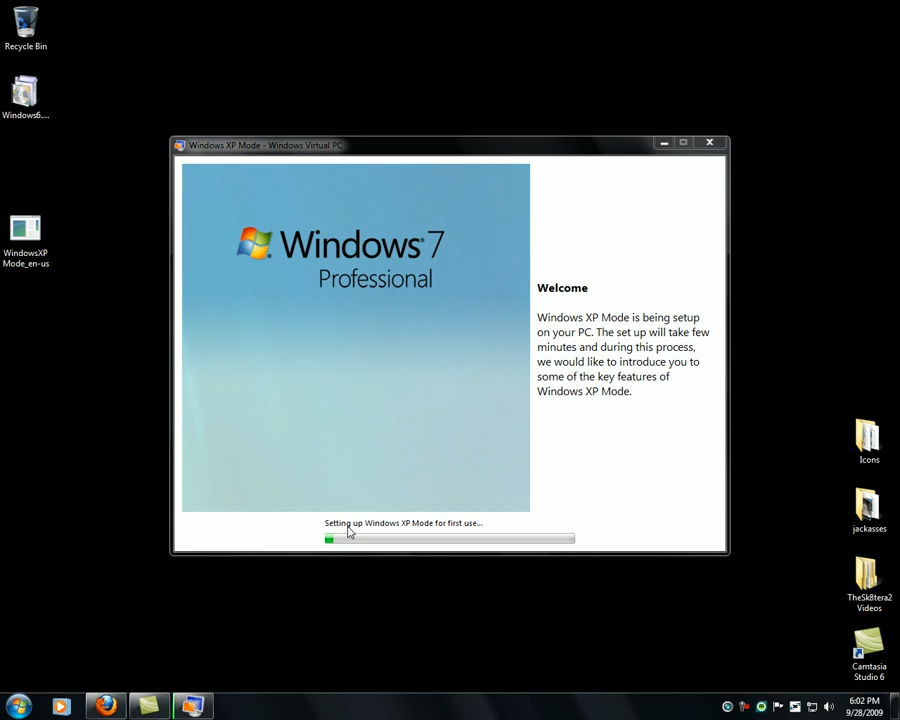 Recycle Bin
Windows6....
WindowsXP
Mode_en-us
Windows XP Mode - Windows Virtual PC
Windows 7
Professional
Welcome
Windows XP Mode is being setup
on your PC. The set up will take few
minutes and during this process,
we would like to introduce you to
some of the key features of
Windows XP Mode.
Setting up Windows XP Mode for first use...
Icons
jackasses
TheSk8tera2
Videos
Camtasia
Studio 6
6:02 PM
9/28/2009